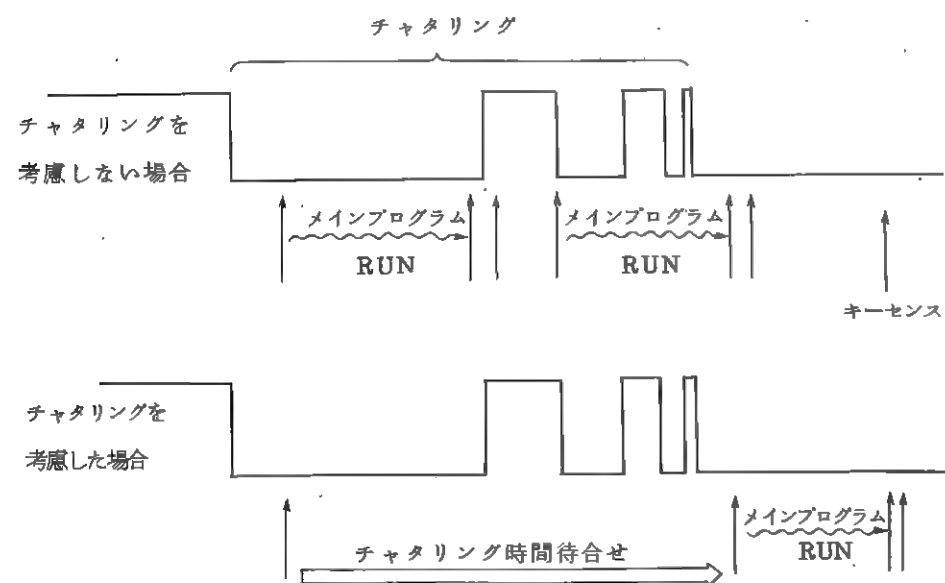 チャタリング
チャタリングを
考慮しない場合
メインプログラム
RUN
メインプログラム
RUN
キーセンス
チャタリングを
考慮した場合
メインプログラム
RUN
チャタリング時間待合せ